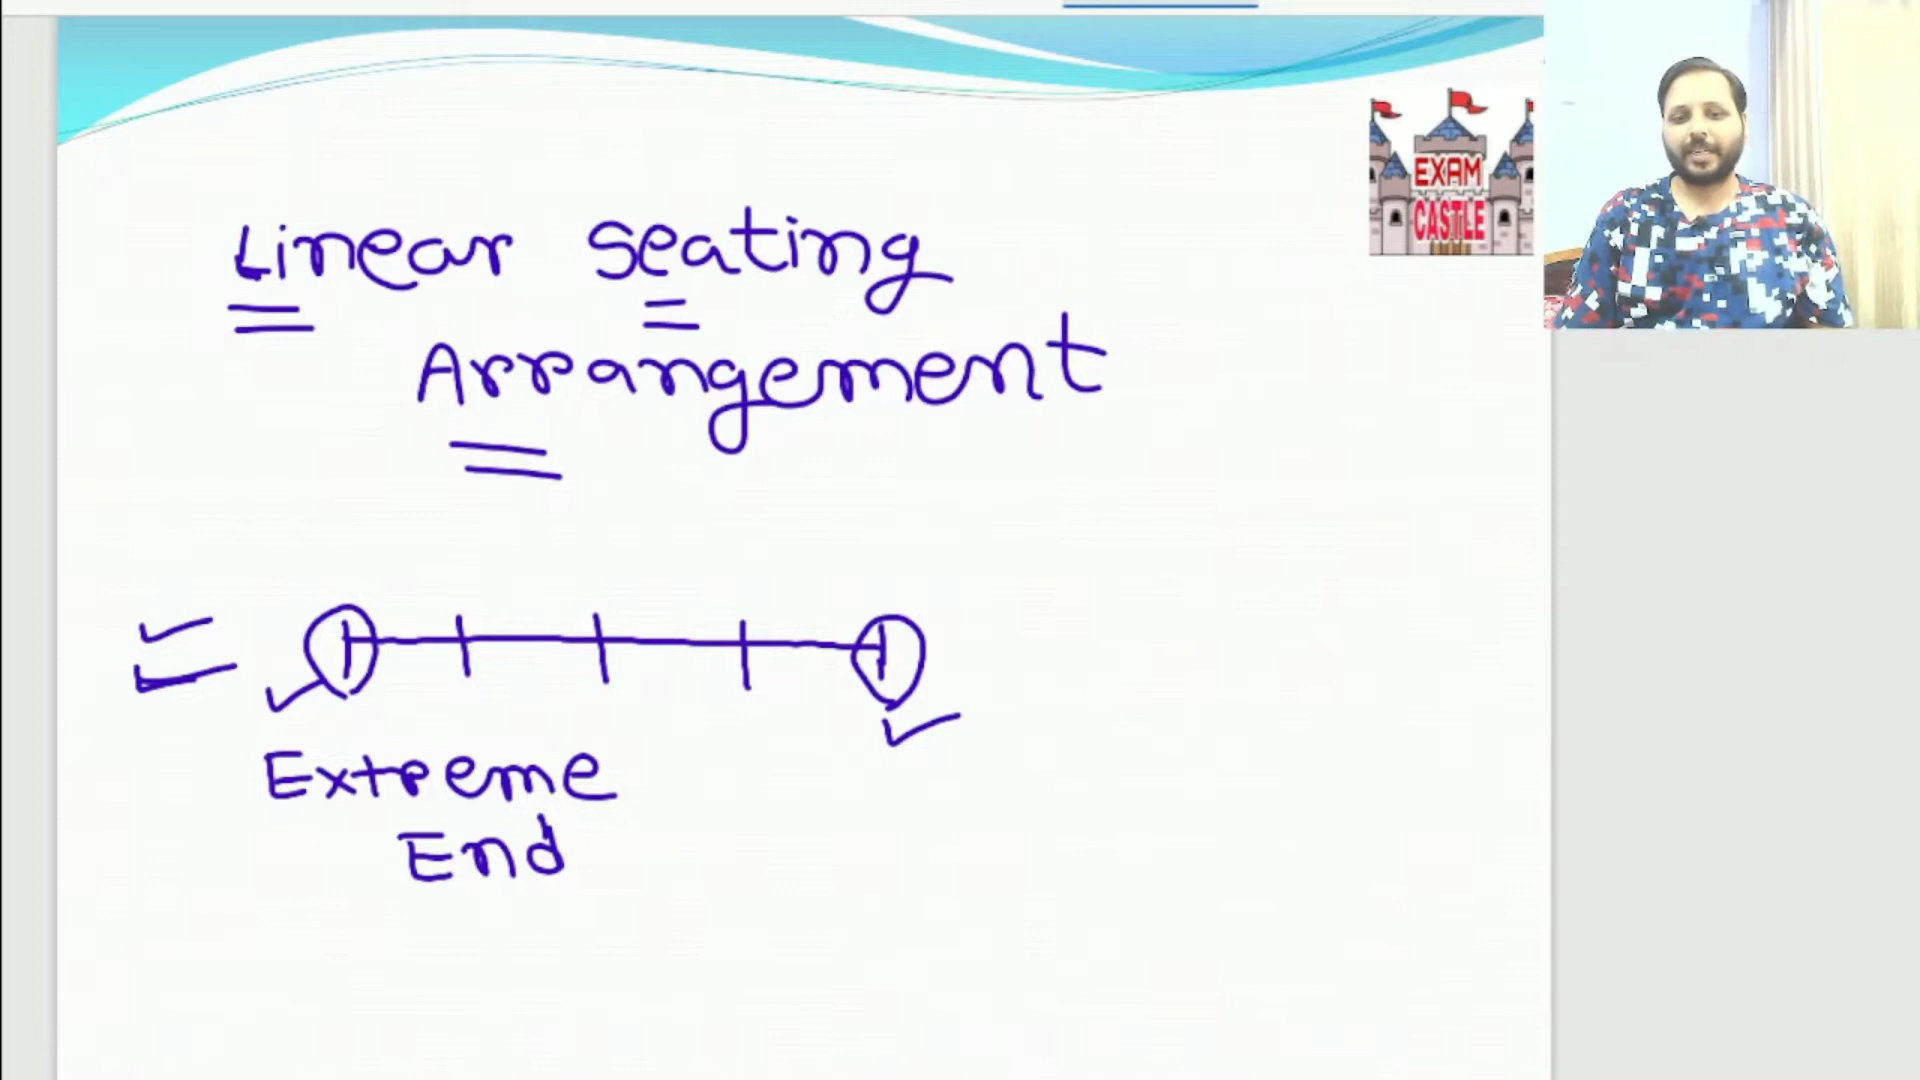 Linear Seating
Arrangement
EXAM
CASTLE
Extreme
End